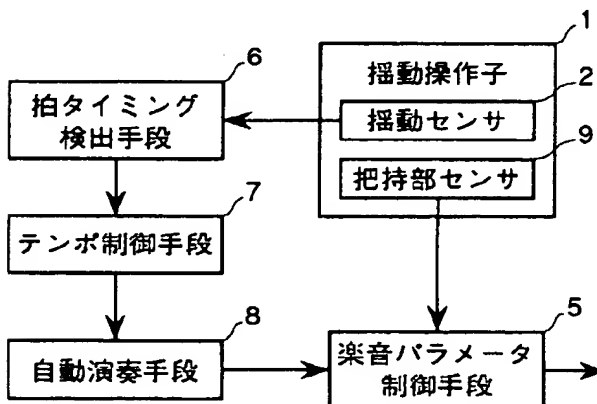 1
揺動操作子
2
揺動センサ
9
把持部センサ
6
拍タイミング
検出手段
7
テンポ制御手段
8
自動演奏手段
5
楽音パラメータ
制御手段